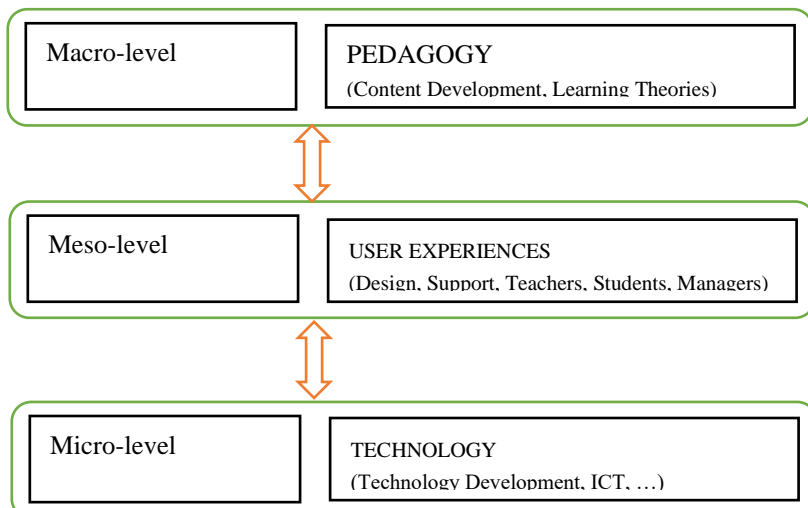 Macro-level
PEDAGOGY
(Content Development, Learning Theories)
Meso-level
USER EXPERIENCES
(Design, Support, Teachers, Students, Managers)
Micro-level
TECHNOLOGY
(Technology Development, ICT, …)